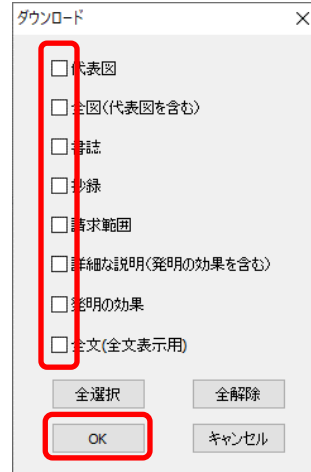 ダウンロード
代表図
全図(代表図を含む)
書誌
抄録
請求範囲
詳細な説明(発明の効果を含む)
発明の効果
全文(全文表示用)
全選択 全解除
OK キャンセル